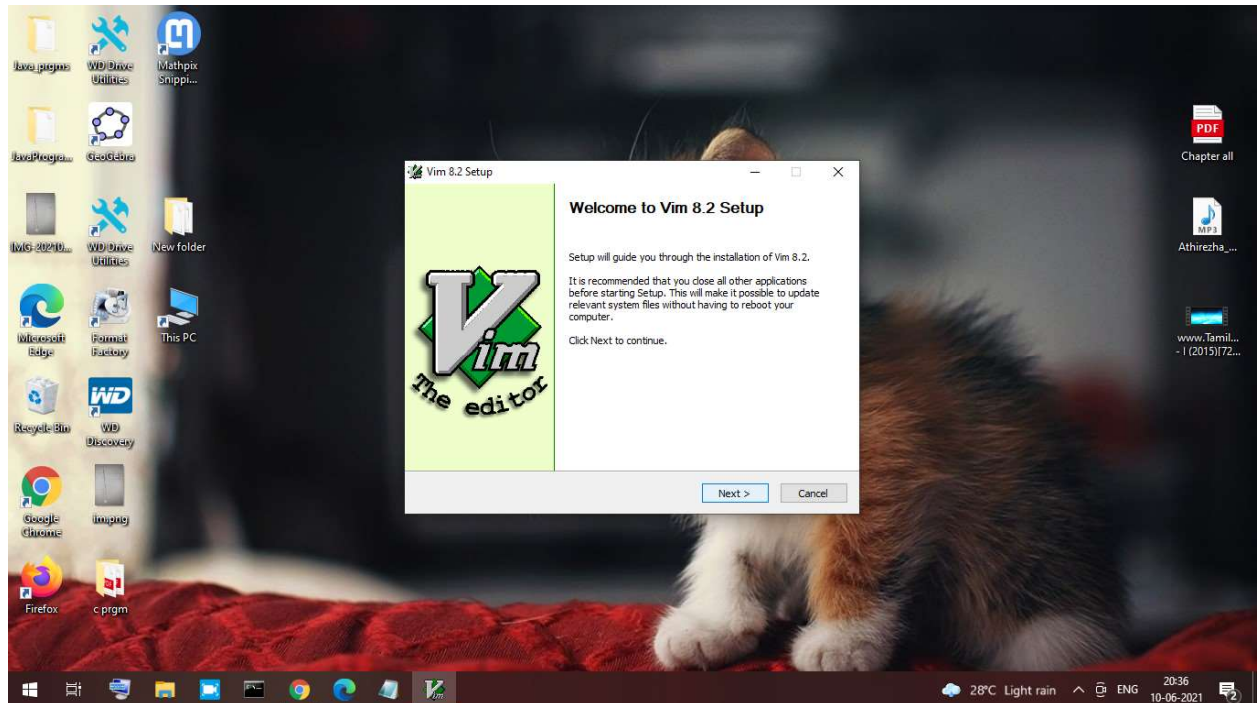 Java_prgms
WD Drive
Utilities
Mathpix
Snippi...
JavaProgra...
GeoGebra
IMG-20210...
WD Drive
Utilities
New folder
Microsoft
Edge
Format
Factory
This PC
Recycle Bin
WD
WD
Discovery
Google
Chrome
im.png
Firefox
c prgm
Vim 8.2 Setup
Welcome to Vim 8.2 Setup
Setup will guide you through the installation of Vim 8.2.
It is recommended that you close all other applications
before starting Setup. This will make it possible to update
relevant system files without having to reboot your
computer.
Click Next to continue.
Vim
The editor
Next >
Cancel
PDF
Chapter all
MP3
Athirezha_...
www.Tamil...
- I (2015)[72...
28°C Light rain
ENG
20:36
10-06-2021
2